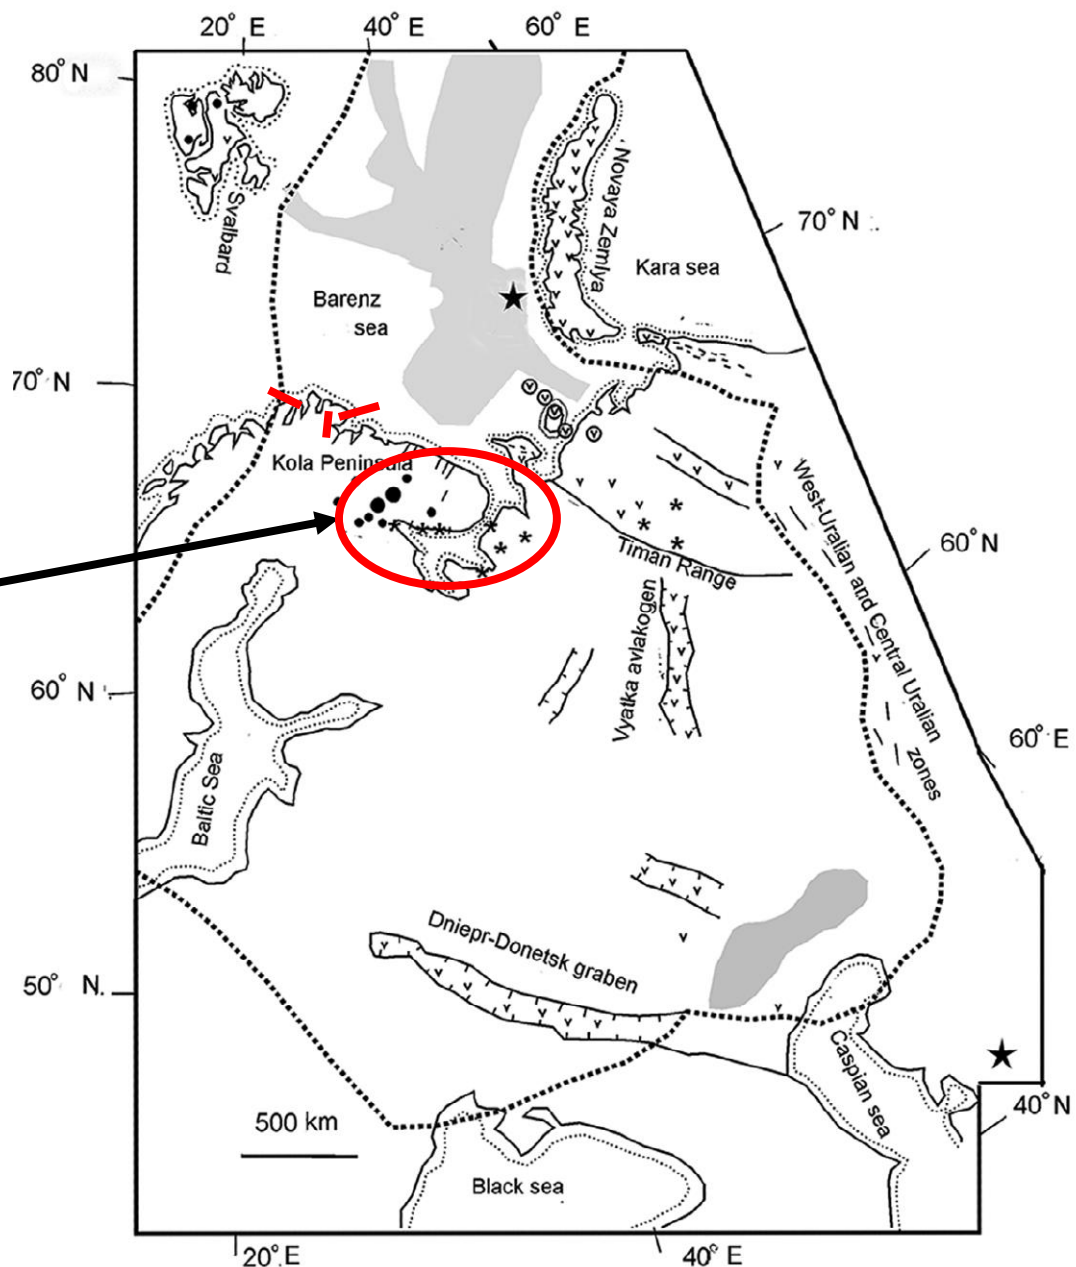 20° E
40° E
60° E
80° N
70° N
Svalbard
Novaya Zemlya
Kara sea
Barenz
sea
70° N
Kola Peninsula
West-Uralian and Central Uralian
zones
60° N
Timan Range
Vyatka avlakogen
60° N
60° E
Baltic Sea
Dniepr-Donetsk graben
50° N.
Caspian sea
40° N
500 km
Black sea
20° E
40° E